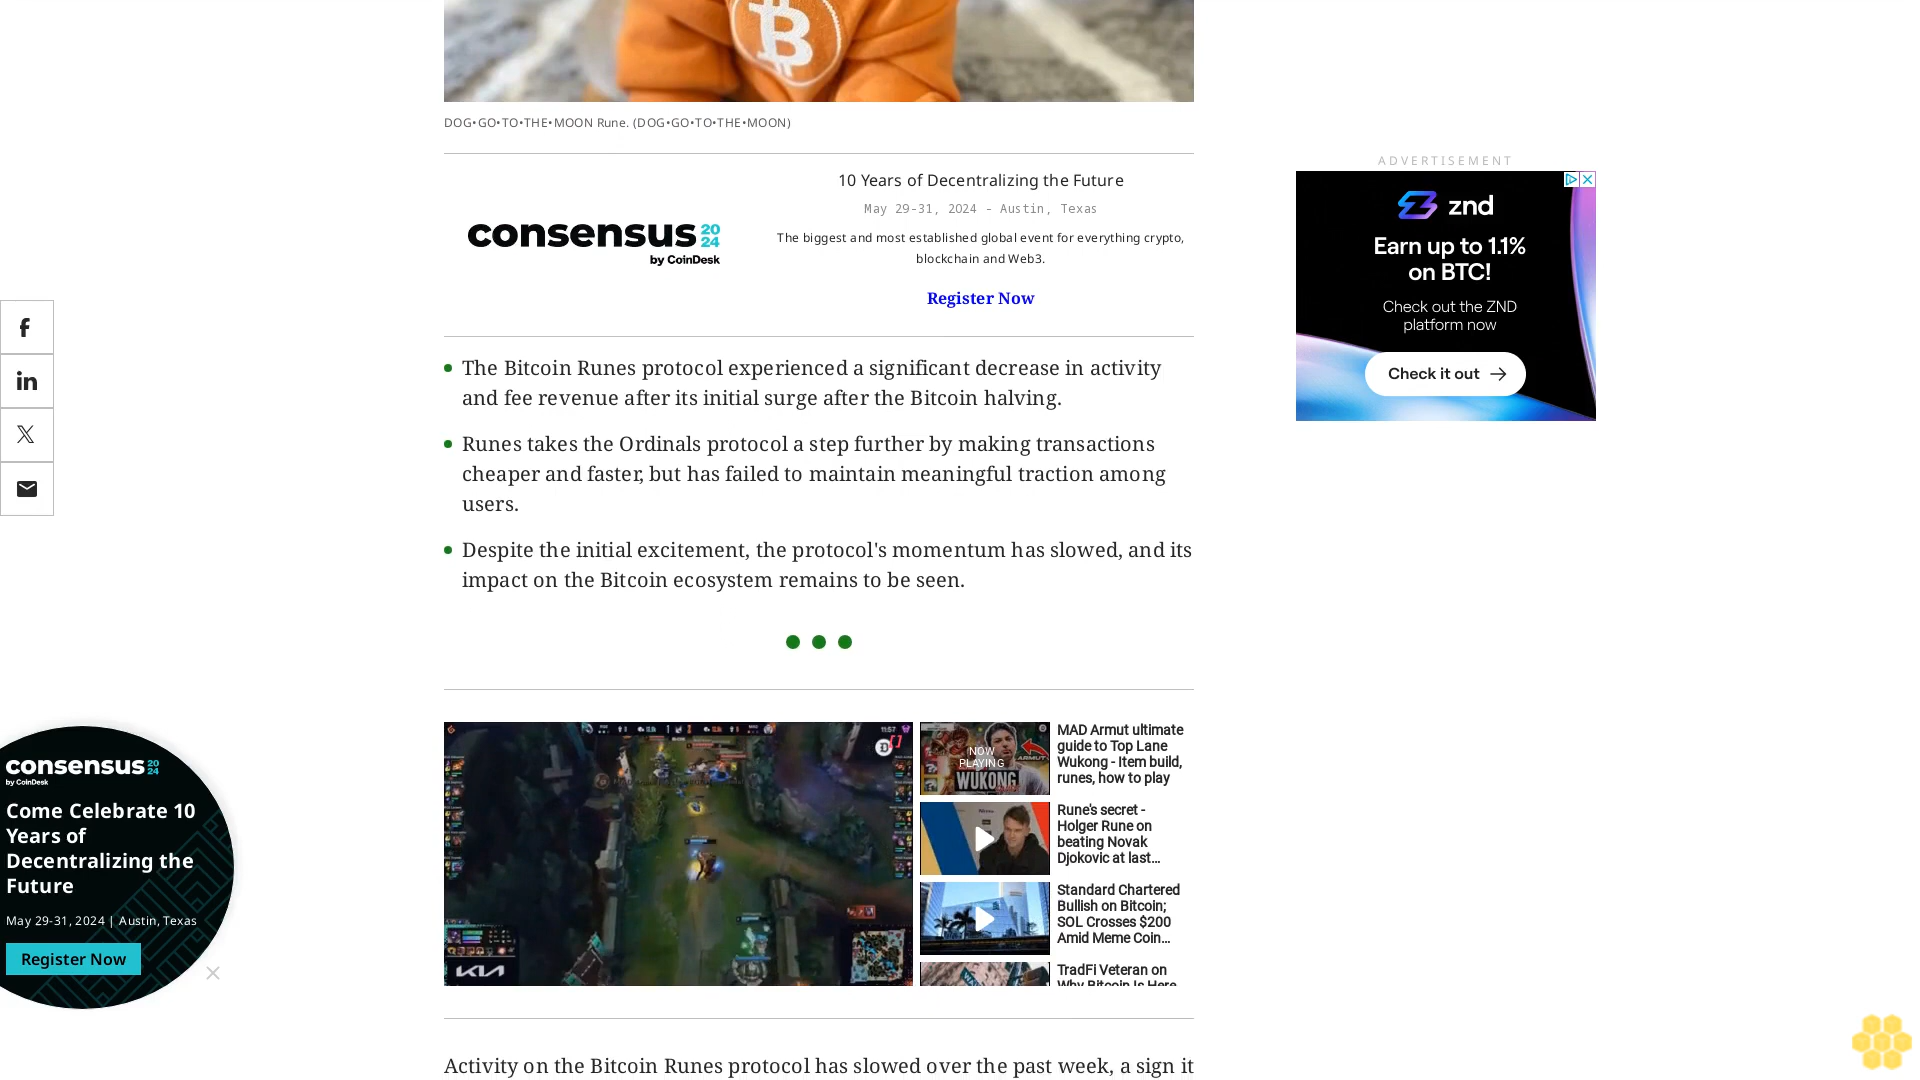 DOG•GO•TO•THE•MOON Rune. (DOG•GO•TO•THE•MOON)
consensus 2024
by CoinDesk
10 Years of Decentralizing the Future
May 29-31, 2024 - Austin, Texas
The biggest and most established global event for everything crypto,
blockchain and Web3.
Register Now
ADVERTISEMENT
znd
Earn up to 1.1%
on BTC!
Check out the ZND
platform now
Check it out →
The Bitcoin Runes protocol experienced a significant decrease in activity
and fee revenue after its initial surge after the Bitcoin halving.
Runes takes the Ordinals protocol a step further by making transactions
cheaper and faster, but has failed to maintain meaningful traction among
users.
Despite the initial excitement, the protocol's momentum has slowed, and its
impact on the Bitcoin ecosystem remains to be seen.
11:57
KIA
NOW
PLAYING
ARMUT
WUKONG
MAD Armut ultimate
guide to Top Lane
Wukong - Item build,
runes, how to play
Rune's secret -
Holger Rune on
beating Novak
Djokovic at last...
Standard Chartered
Bullish on Bitcoin;
SOL Crosses $200
Amid Meme Coin...
TradFi Veteran on
Why Bitcoin Is Here
consensus 2024
by CoinDesk
Come Celebrate 10
Years of
Decentralizing the
Future
May 29-31, 2024 | Austin, Texas
Register Now
Activity on the Bitcoin Runes protocol has slowed over the past week, a sign it